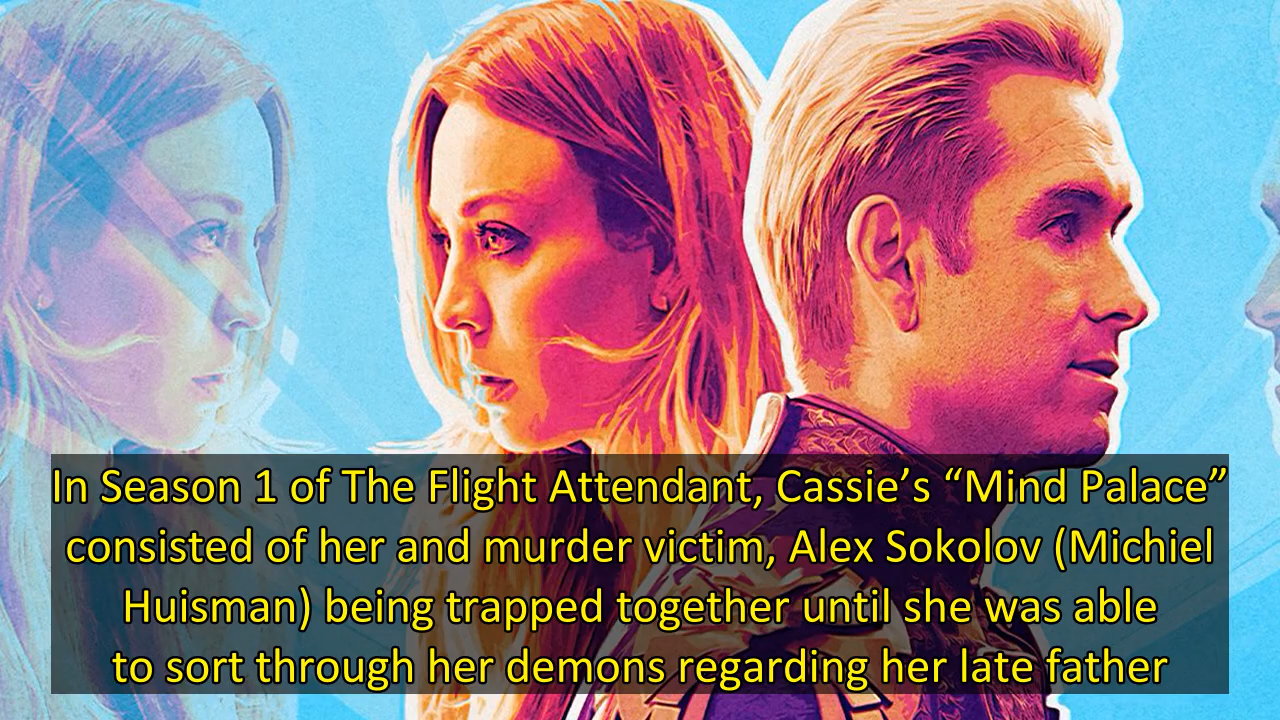 In Season 1 of The Flight Attendant, Cassie’s “Mind Palace”
consisted of her and murder victim, Alex Sokolov (Michiel
Huisman) being trapped together until she was able
to sort through her demons regarding her late father